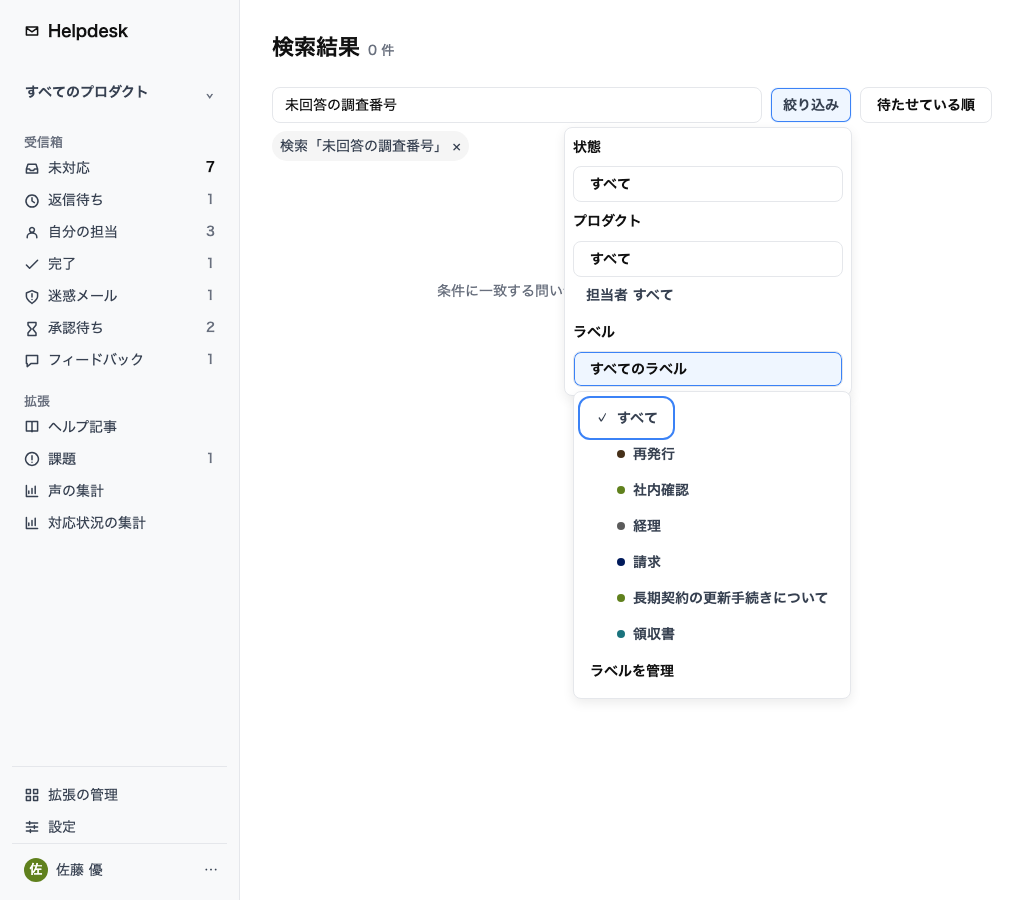 Helpdesk
すべてのプロダクト
受信箱
未対応 7
返信待ち 1
自分の担当 3
完了 1
迷惑メール 1
承認待ち 2
フィードバック 1
拡張
ヘルプ記事
課題 1
声の集計
対応状況の集計
拡張の管理
設定
佐 佐藤 優 …
検索結果 0 件
未回答の調査番号 絞り込み 待たせている順
検索「未回答の調査番号」 ×
条件に一致する問い
状態
すべて
プロダクト
すべて
担当者 すべて
ラベル
すべてのラベル
✓ すべて
再発行
社内確認
経理
請求
長期契約の更新手続きについて
領収書
ラベルを管理